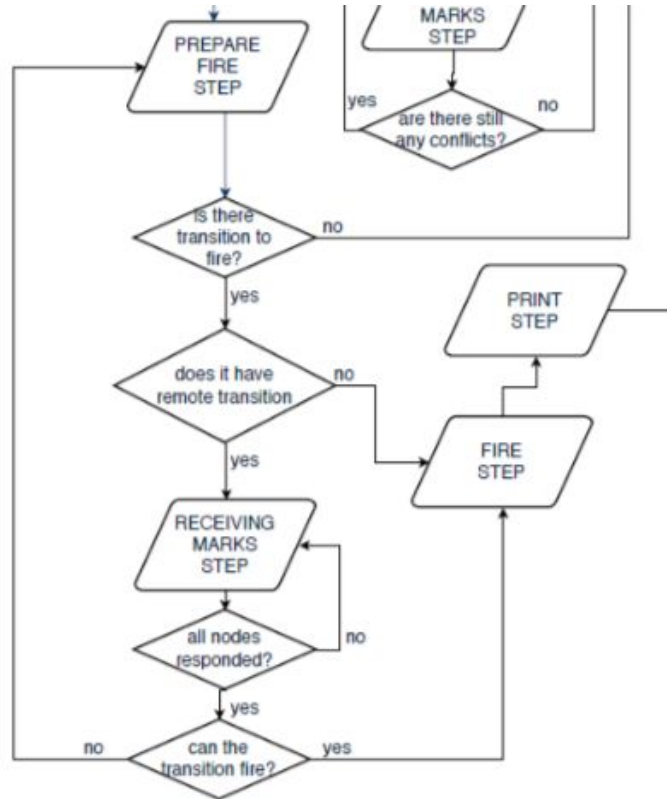 MARKS
STEP
PREPARE
FIRE
STEP
yes
no
are there still
any conflicts?
Is there
transition to
fire?
no
yes
PRINT
STEP
does it have
remote transition
no
yes
FIRE
STEP
RECEIVING
MARKS
STEP
all nodes
responded?
no
yes
no
can the
transition fire?
yes